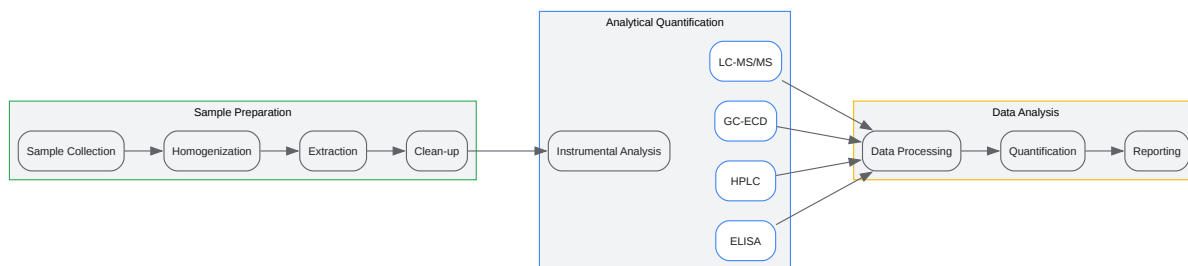 Analytical Quantification
LC-MS/MS
Sample Preparation
Data Analysis
GC-ECD
Sample Collection
Homogenization
Extraction
Clean-up
Instrumental Analysis
Data Processing
Quantification
Reporting
HPLC
ELISA